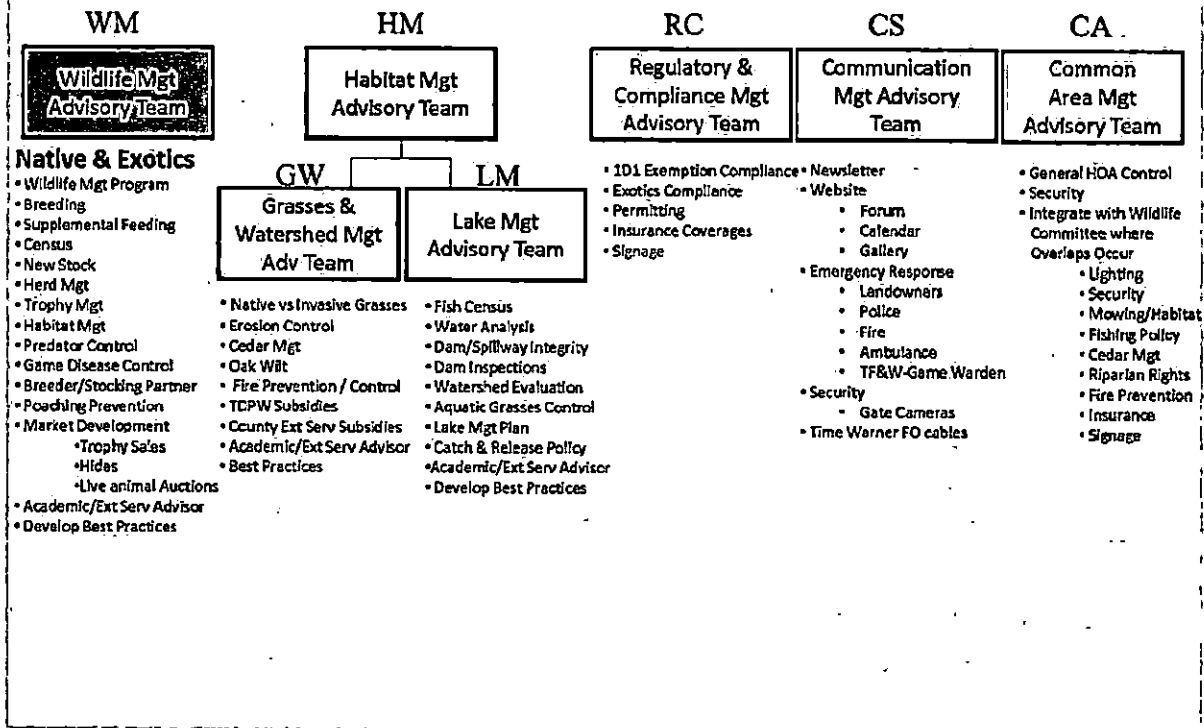 WM
Wildlife Mgt
Advisory Team
Native & Exotics
• Wildlife Mgt Program
• Breeding
• Supplemental Feeding
• Census
• New Stock
• Herd Mgt
• Trophy Mgt
• Habitat Mgt
• Predator Control
• Game Disease Control
• Breeder/Stocking Partner
• Poaching Prevention
• Market Development
• Trophy Sales
• Hides
• Live animal Auctions
• Academic/Ext Serv Advisor
• Develop Best Practices
HM
Habitat Mgt
Advisory Team
GW
Grasses &
Watershed Mgt
Adv Team
• Native vs Invasive Grasses
• Erosion Control
• Cedar Mgt
• Oak Wilt
• Fire Prevention / Control
• TDPW Subsidies
• County Ext Serv Subsidies
• Academic/Ext Serv Advisor
• Best Practices
LM
Lake Mgt
Advisory Team
• Fish Census
• Water Analysis
• Dam/Spillway Integrity
• Dam Inspections
• Watershed Evaluation
• Aquatic Grasses Control
• Lake Mgt Plan
• Catch & Release Policy
• Academic/Ext Serv Advisor
• Develop Best Practices
RC
Regulatory &
Compliance Mgt
Advisory Team
• 1D1 Exemption Compliance
• Exotics Compliance
• Permitting
• Insurance Coverages
• Signage
CS
Communication
Mgt Advisory
Team
• Newsletter
• Website
• Forum
• Calendar
• Gallery
• Emergency Response
• Landowners
• Police
• Fire
• Ambulance
• TF&W-Game Warden
• Security
- Gate Cameras
• Time Warner FO cables
CA
Common
Area Mgt
Advisory Team
• General HOA Control
• Security
• Integrate with Wildlife
Committee where
Overlaps Occur
• Lighting
• Security
• Mowing/Habitat
• Fishing Policy
• Cedar Mgt
• Riparian Rights
• Fire Prevention
• Insurance
• Signage